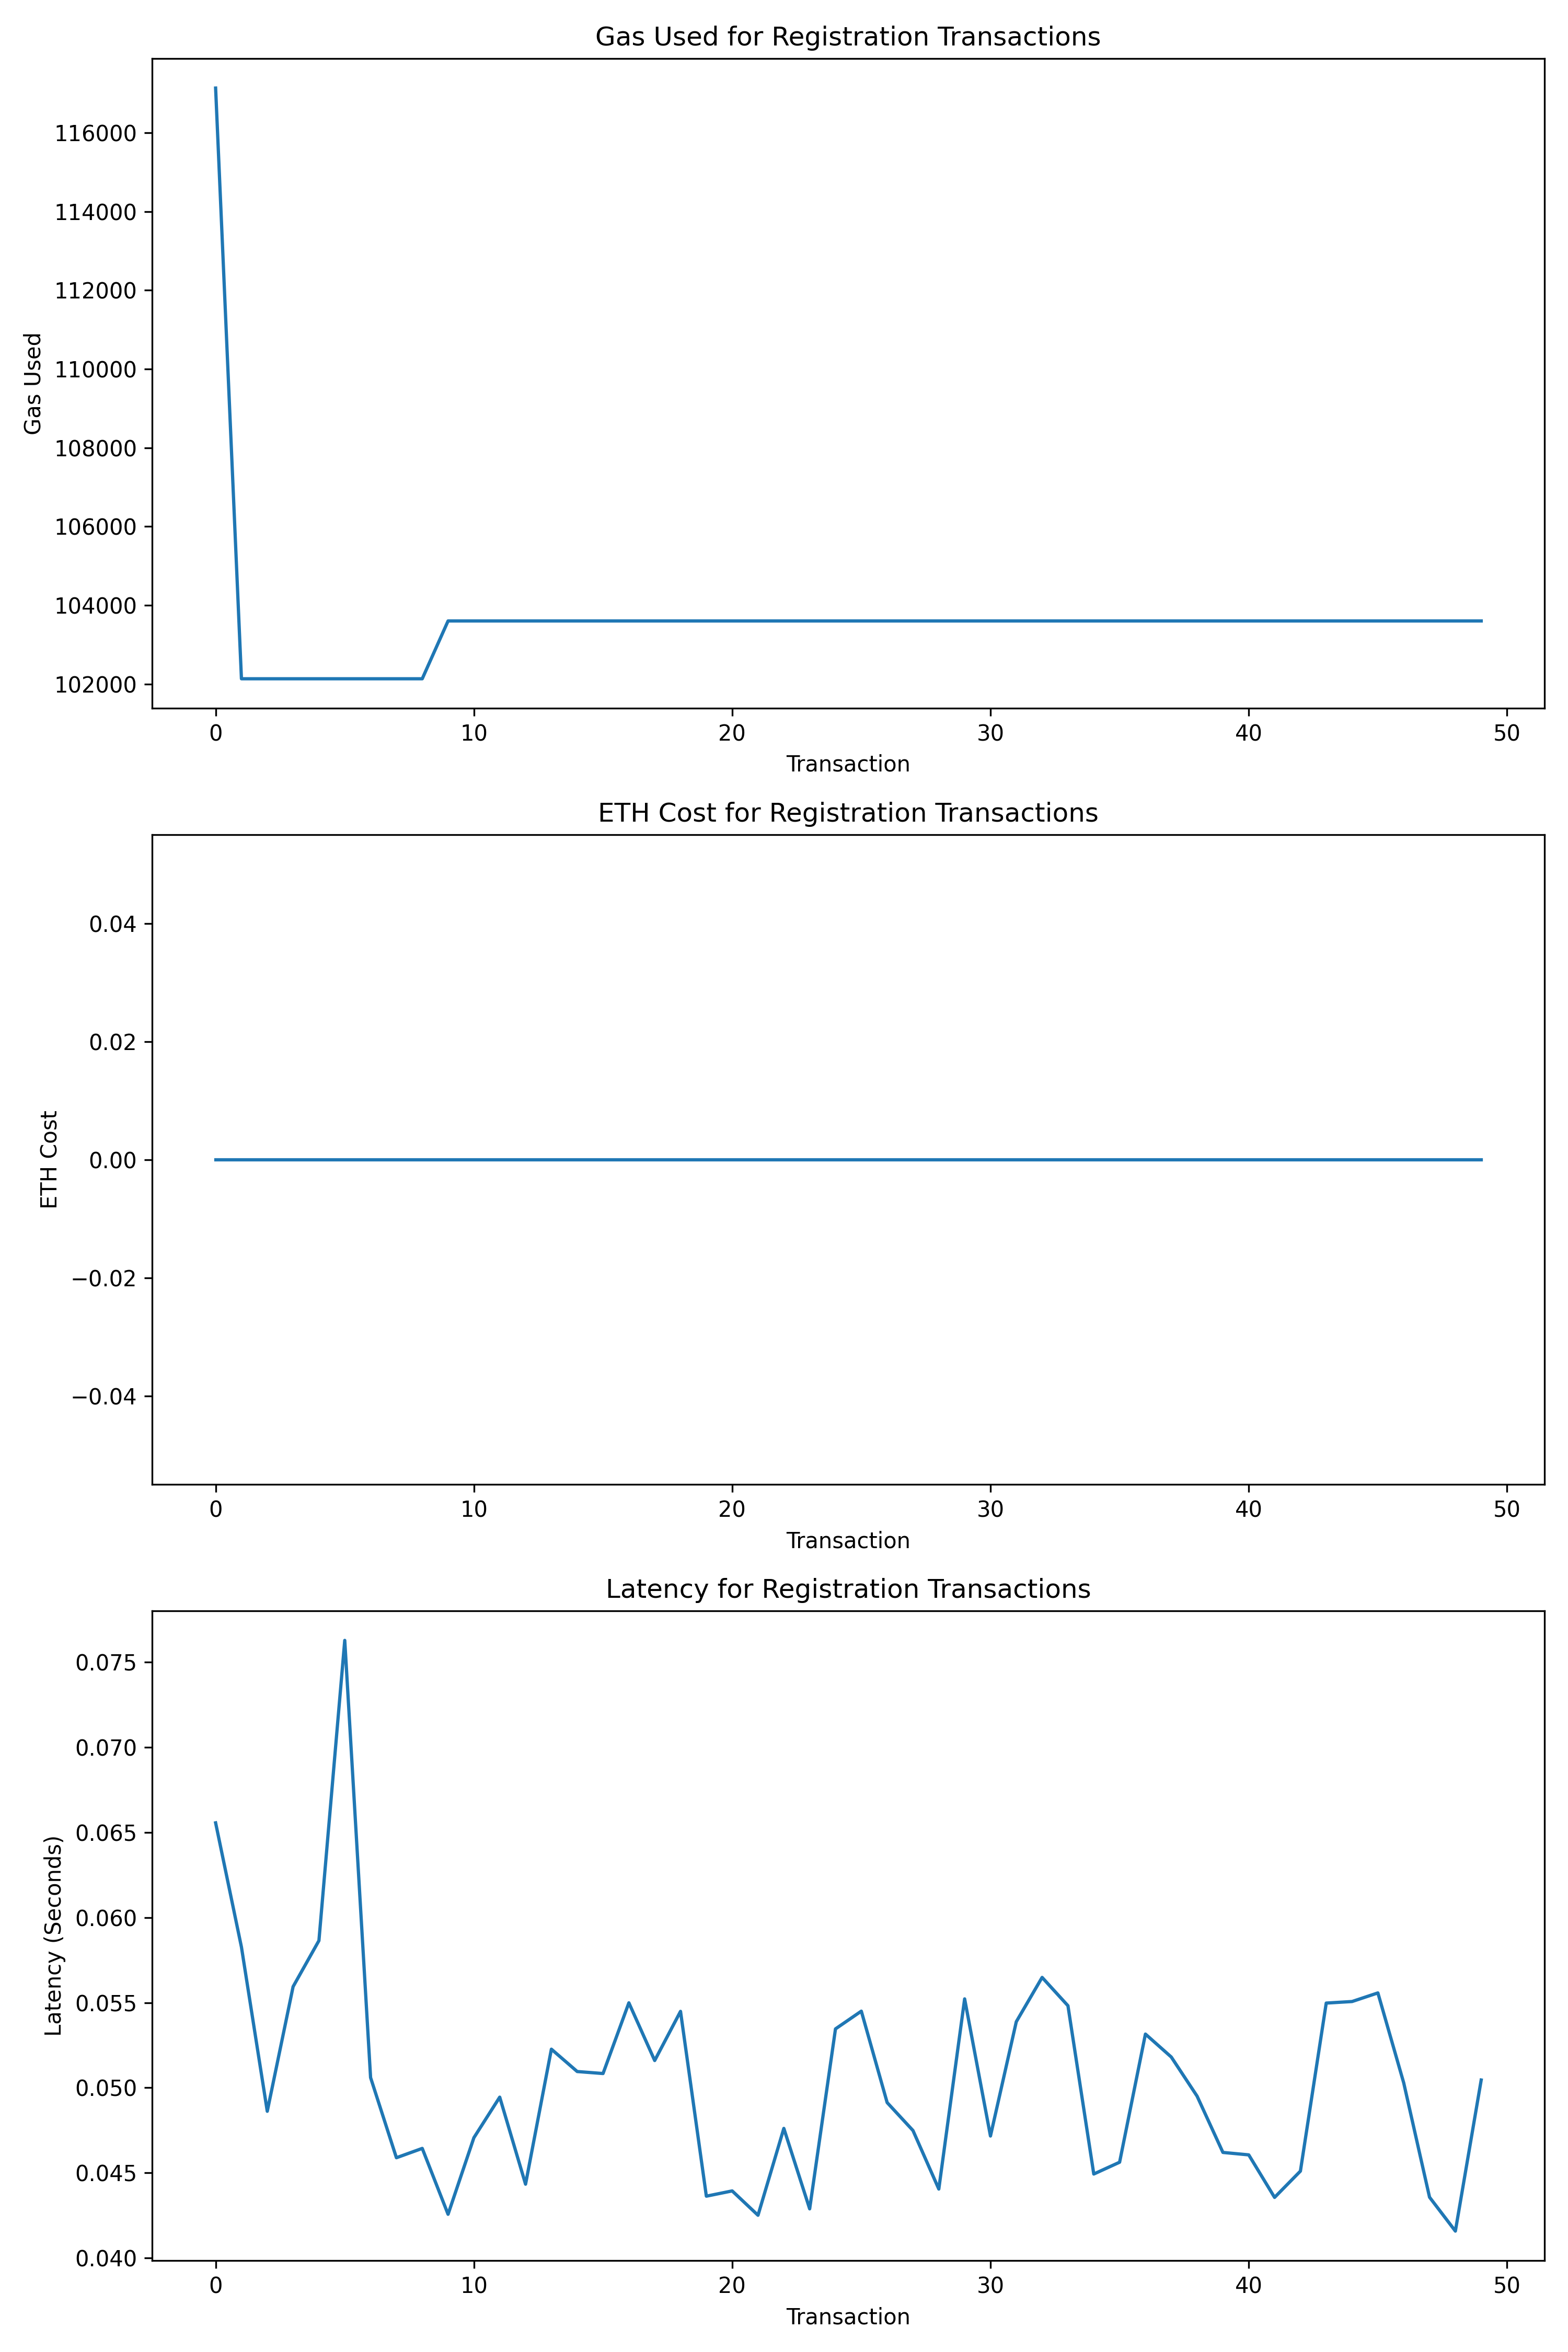 Gas Used for Registration Transactions
116000
114000
112000
110000
108000
106000
104000
102000
Gas Used
0 10 20 30 40 50
Transaction
ETH Cost for Registration Transactions
0.04
0.02
0.00
−0.02
−0.04
ETH Cost
0 10 20 30 40 50
Transaction
Latency for Registration Transactions
0.075
0.070
0.065
0.060
0.055
0.050
0.045
0.040
Latency (Seconds)
0 10 20 30 40 50
Transaction